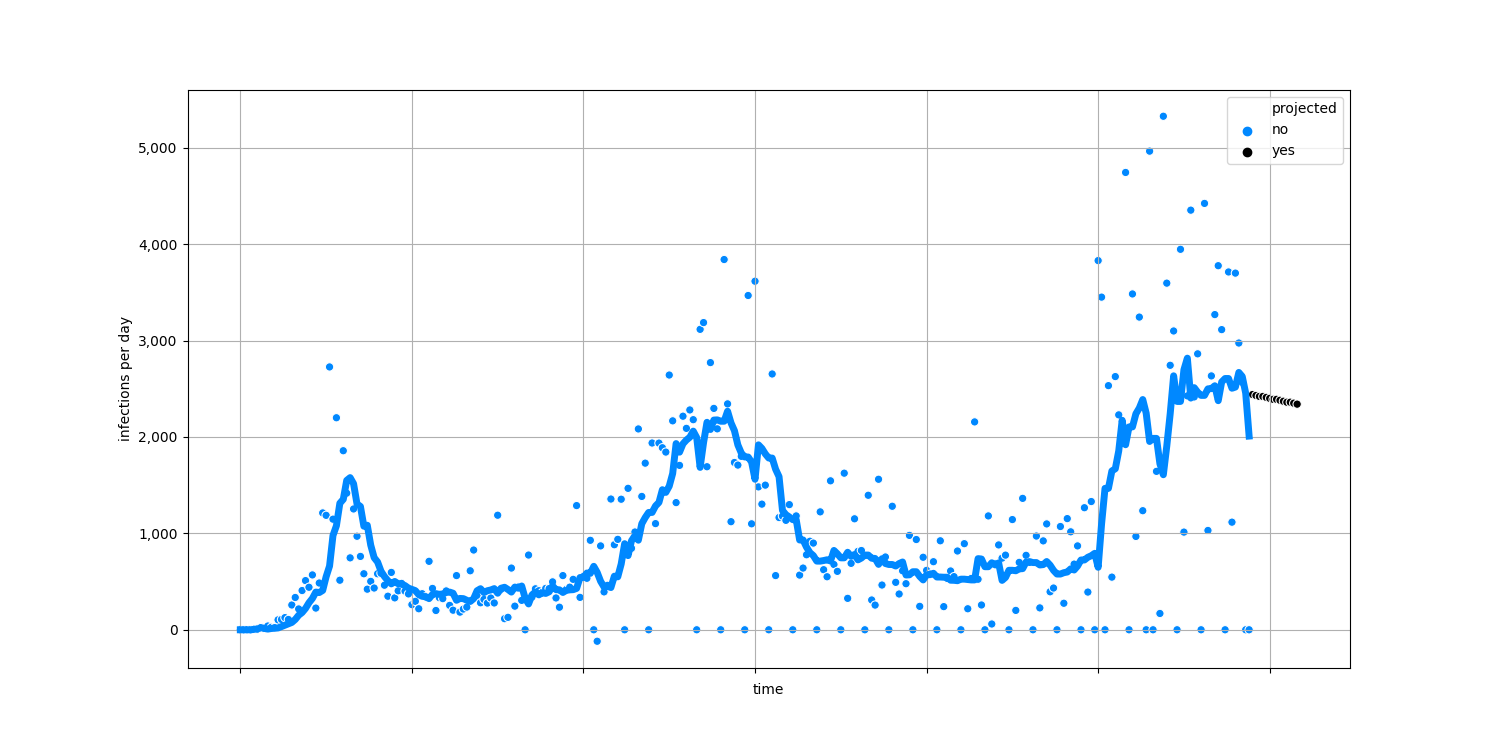 projected
no
yes
5,000
4,000
3,000
2,000
1,000
0
infections per day
time